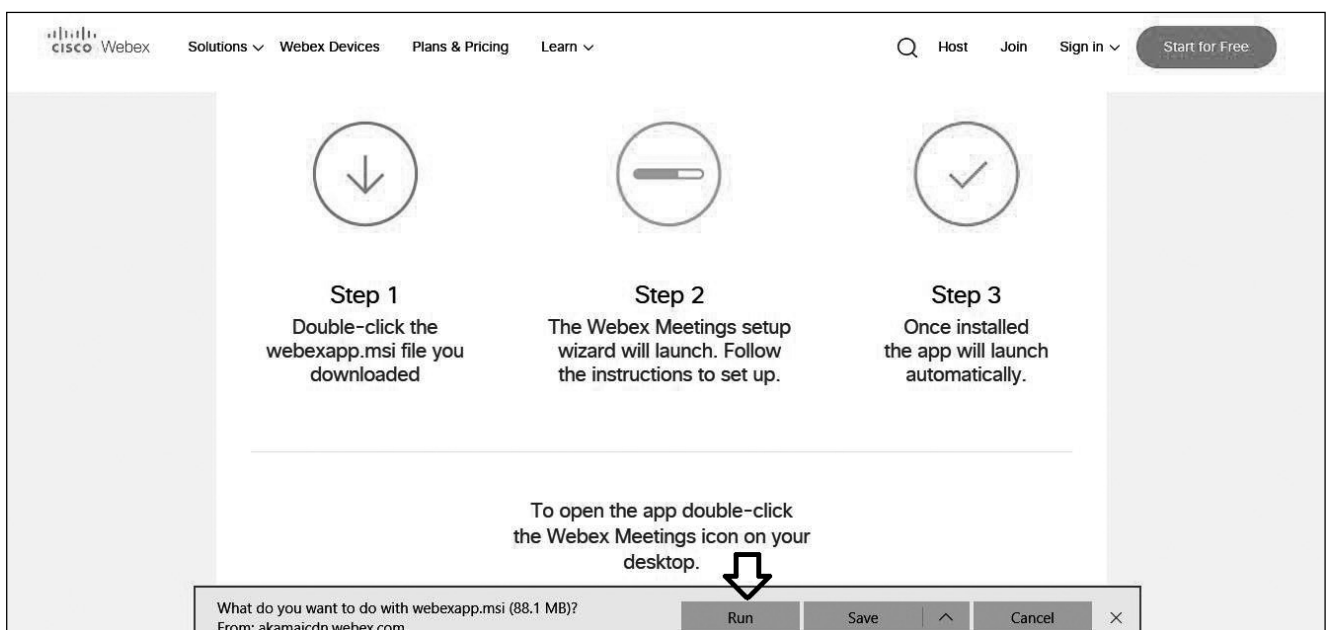 cisco Webex Solutions Webex Devices Plans & Pricing Learn Host Join Sign in Start for Free
Step 1
Double-click the
webexapp.msi file you
downloaded
Step 2
The Webex Meetings setup
wizard will launch. Follow
the instructions to set up.
Step 3
Once installed
the app will launch
automatically.
To open the app double-click
the Webex Meetings icon on your
desktop.
What do you want to do with webexapp.msi (88.1 MB)?
From: akamaicdn.webex.com
Run Save Cancel